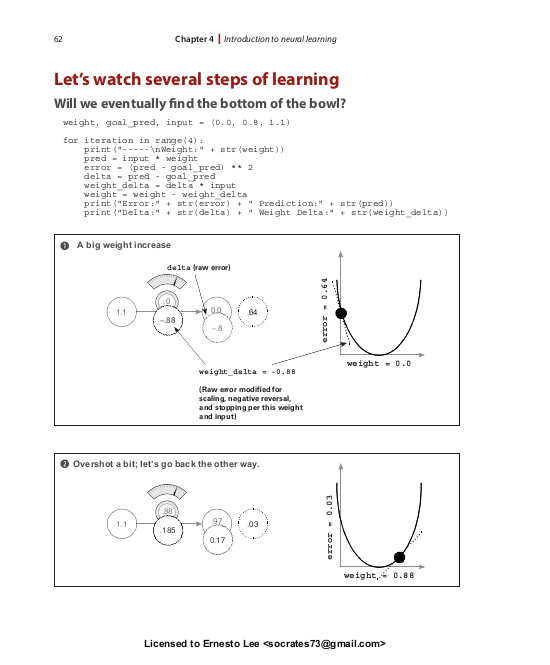 62
Chapter 4 | Introduction to neural learning
Let's watch several steps of learning
Will we eventually find the bottom of the bowl?
weight, goal_pred, input = (0.0, 0.8, 1.1)
for iteration in range(4):
    print("-----\nWeight:" + str(weight))
    pred = input * weight
    error = (pred - goal_pred) ** 2
    delta = pred - goal_pred
    weight_delta = delta * input
    weight = weight - weight_delta
    print("Error:" + str(error) + " Prediction:" + str(pred))
    print("Delta:" + str(delta) + " Weight Delta:" + str(weight_delta))
1 A big weight increase
delta (raw error)
1.1
.0
-.88
0.0
-.8
.64
error = 0.64
weight = 0.0
weight_delta = -0.88
(Raw error modified for
scaling, negative reversal,
and stopping per this weight
and input)
2 Overshot a bit; let's go back the other way.
1.1
.88
.185
.97
0.17
.03
error = 0.03
weight = 0.88
Licensed to Ernesto Lee <socrates73@gmail.com>